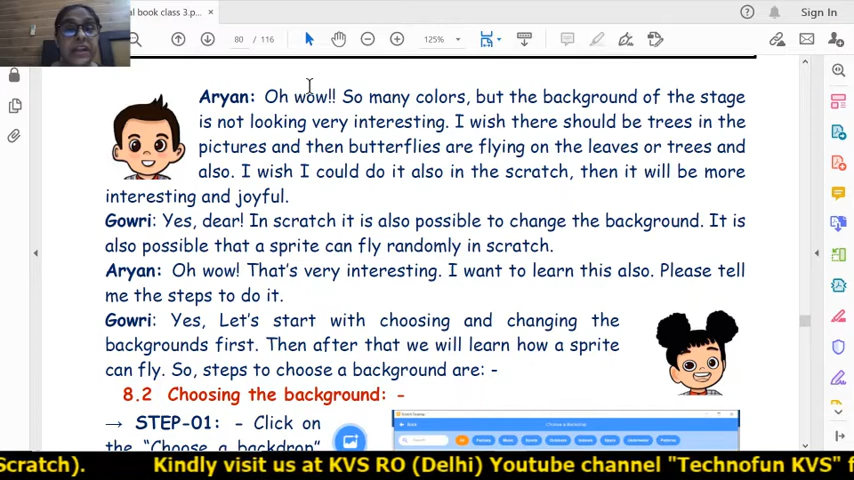 al book class 3.p... ×
Sign In
80 / 116
125%
Aryan: Oh wow!! So many colors, but the background of the stage
is not looking very interesting. I wish there should be trees in the
pictures and then butterflies are flying on the leaves or trees and
also. I wish I could do it also in the scratch, then it will be more
interesting and joyful.
Gowri: Yes, dear! In scratch it is also possible to change the background. It is
also possible that a sprite can fly randomly in scratch.
Aryan: Oh wow! That's very interesting. I want to learn this also. Please tell
me the steps to do it.
Gowri: Yes, Let's start with choosing and changing the
backgrounds first. Then after that we will learn how a sprite
can fly. So, steps to choose a background are: -
8.2 Choosing the background: -
→ STEP-01: - Click on
the "Choose a backdrop"
Choose a Backdrop
Back
Scratch). Kindly visit us at KVS RO (Delhi) Youtube channel "Technofun KVS" f